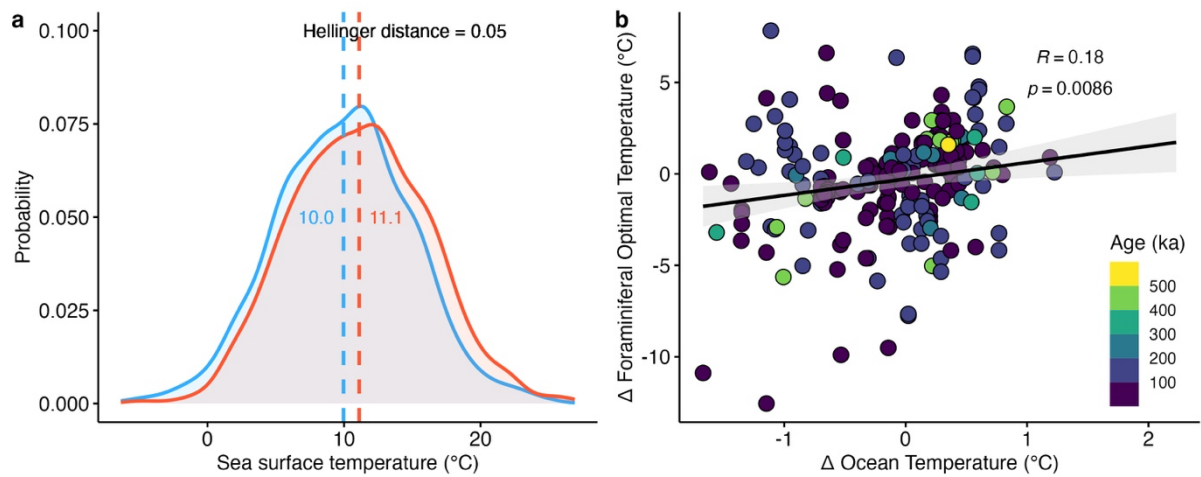 a
Hellinger distance = 0.05
0.100
0.075
0.050
0.025
0.000
10.0
11.1
0
10
20
Probability
Sea surface temperature (°C)
b
R = 0.18
p = 0.0086
5
0
-5
-10
-1
0
1
2
Δ Foraminiferal Optimal Temperature (°C)
Δ Ocean Temperature (°C)
Age (ka)
500
400
300
200
100